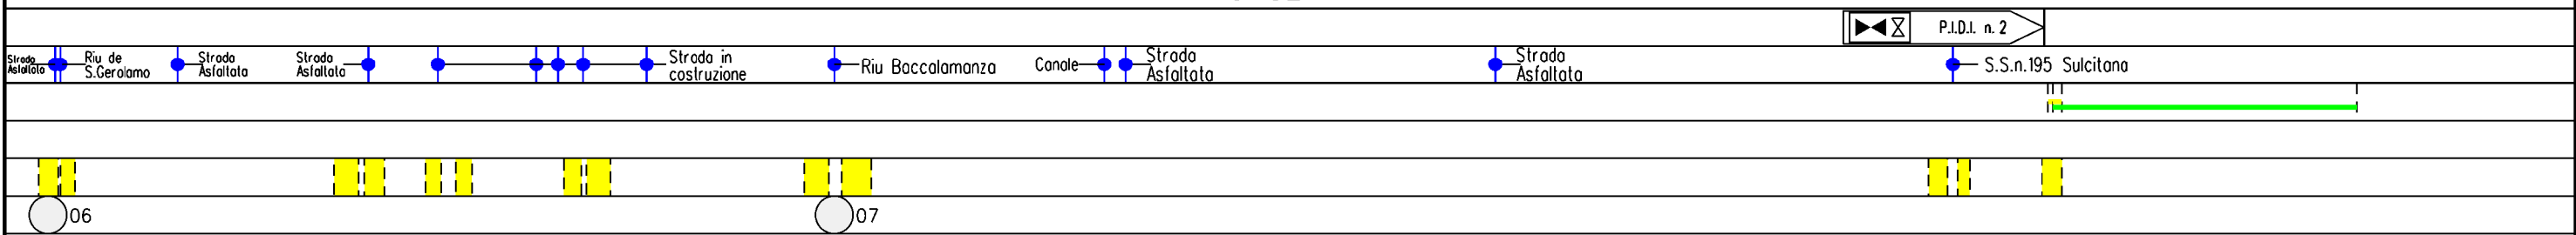 P.I.D.I. n. 2
Strada
Asfaltata
Riu de
S.Gerolamo
Strada
Asfaltata
Strada
Asfaltata
Strada in
costruzione
Riu Baccalamanza
Canale
Strada
Asfaltata
Strada
Asfaltata
S.S.n.195 Sulcitana
06
07